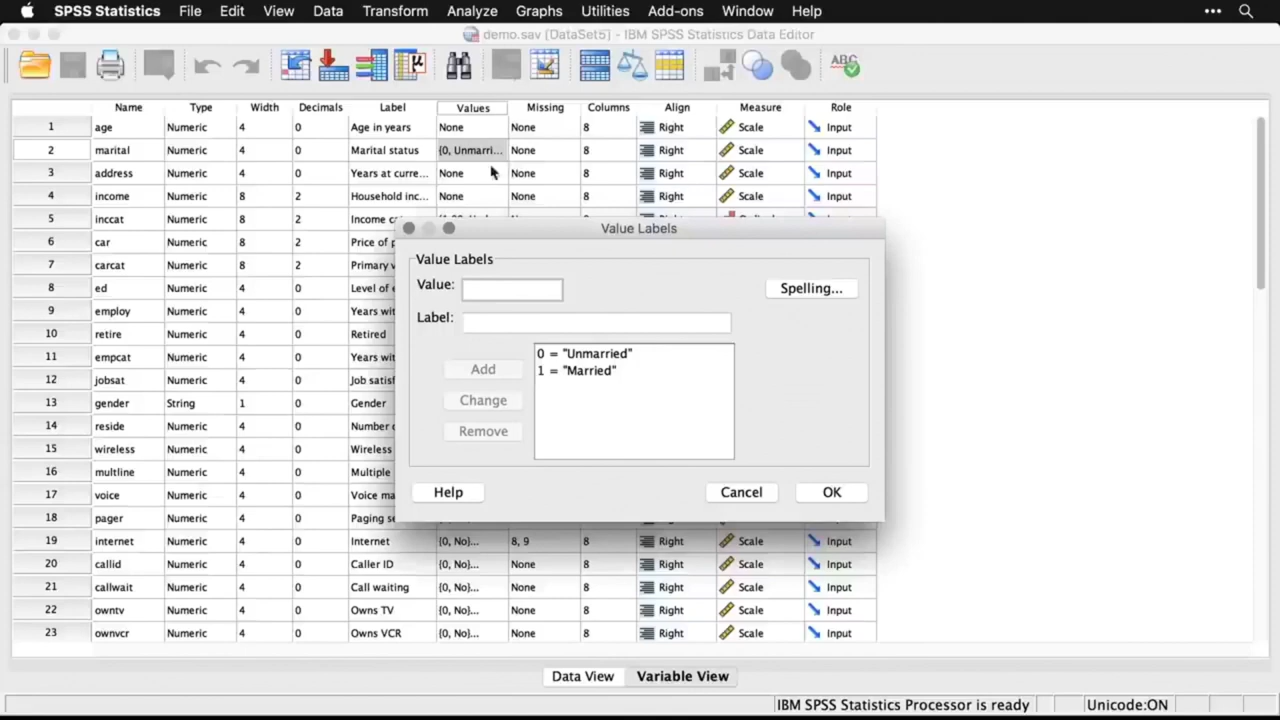 SPSS Statistics File Edit View Data Transform Analyze Graphs Utilities Add-ons Window Help
demo.sav [DataSet5] - IBM SPSS Statistics Data Editor
Name Type Width Decimals Label Values Missing Columns Align Measure Role
1 age Numeric 4 0 Age in years None None 8 Right Scale Input
2 marital Numeric 4 0 Marital status {0, Unmarri... None 8 Right Scale Input
3 address Numeric 4 0 Years at curre... None None 8 Right Scale Input
4 income Numeric 8 2 Household inc... None None 8 Right Scale Input
5 inccat Numeric 8 2 Income 8 Right Input
6 car Numeric 8 2 Price of
7 carcat Numeric 8 2 Primary
8 ed Numeric 4 0 Level of
9 employ Numeric 4 0 Years wit
10 retire Numeric 4 0 Retired
11 empcat Numeric 4 0 Years wit
12 jobsat Numeric 4 0 Job satis
13 gender String 1 0 Gender
14 reside Numeric 4 0 Number
15 wireless Numeric 4 0 Wireless
16 multline Numeric 4 0 Multiple
17 voice Numeric 4 0 Voice ma
18 pager Numeric 4 0 Paging se
19 internet Numeric 4 0 Internet {0, No}... 8, 9 8 Right Scale Input
20 callid Numeric 4 0 Caller ID {0, No}... None 8 Right Scale Input
21 callwait Numeric 4 0 Call waiting {0, No}... None 8 Right Scale Input
22 owntv Numeric 4 0 Owns TV {0, No}... None 8 Right Scale Input
23 ownvcr Numeric 4 0 Owns VCR {0, No}... None 8 Right Scale Input
Value Labels
Value Labels
Value:
Spelling...
Label:
0 = "Unmarried"
1 = "Married"
Add
Change
Remove
Help Cancel OK
Data View Variable View
IBM SPSS Statistics Processor is ready Unicode:ON
ABC
μ